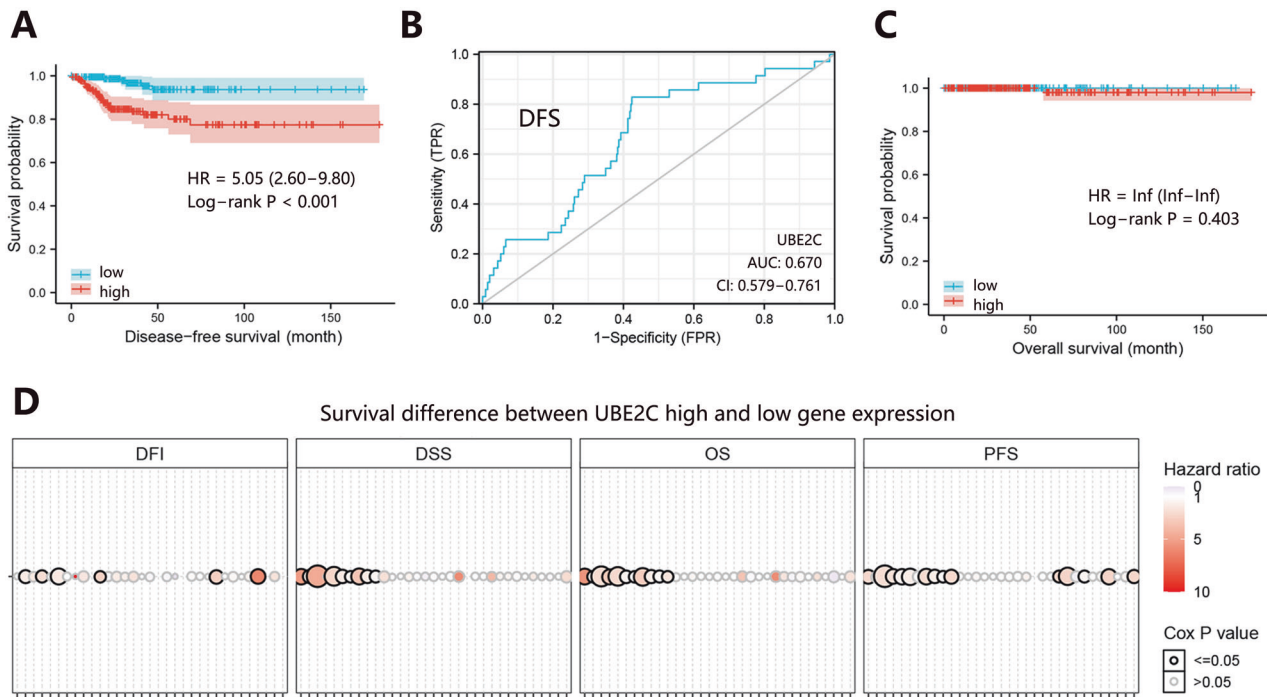 A
Survival probability
1.0
0.8
0.6
0.4
0.2
0.0
HR = 5.05 (2.60−9.80)
Log−rank P < 0.001
low
high
0
50
100
150
Disease−free survival (month)
B
Sensitivity (TPR)
1.0
0.8
0.6
0.4
0.2
0.0
DFS
UBE2C
AUC: 0.670
CI: 0.579−0.761
0.0
0.2
0.4
0.6
0.8
1.0
1−Specificity (FPR)
C
Survival probability
1.0
0.8
0.6
0.4
0.2
0.0
HR = Inf (Inf−Inf)
Log−rank P = 0.403
low
high
0
50
100
150
Overall survival (month)
D
Survival difference between UBE2C high and low gene expression
DFI
DSS
OS
PFS
Hazard ratio
0
1
5
10
Cox P value
<=0.05
>0.05